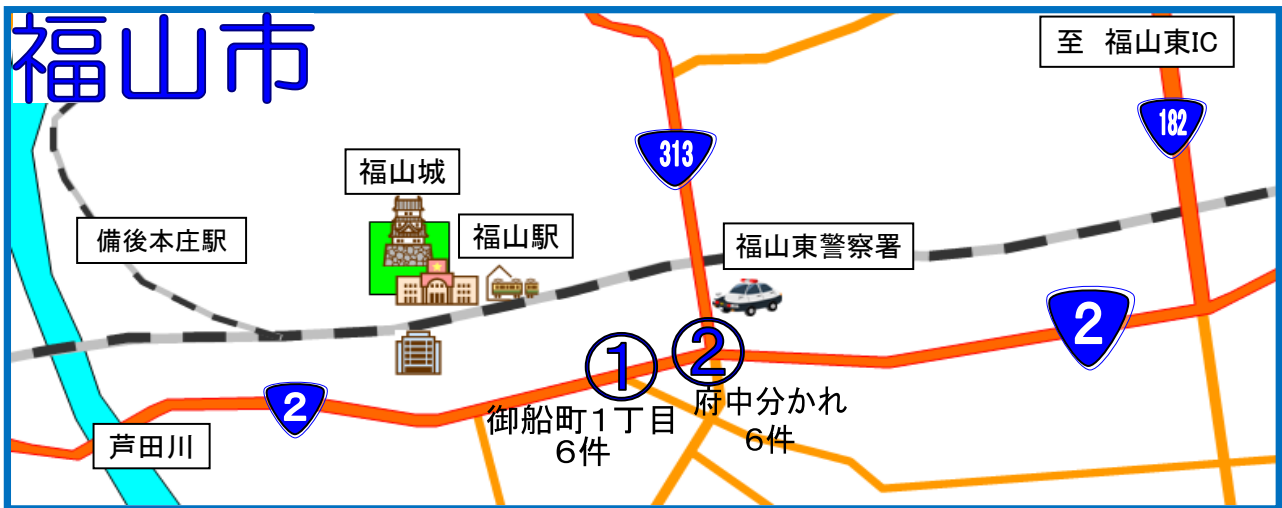 福山市
至 福山東IC
182
313
福山城
福山駅
備後本庄駅
福山東警察署
2
①
②
2
御船町1丁目
6件
府中分かれ
6件
芦田川